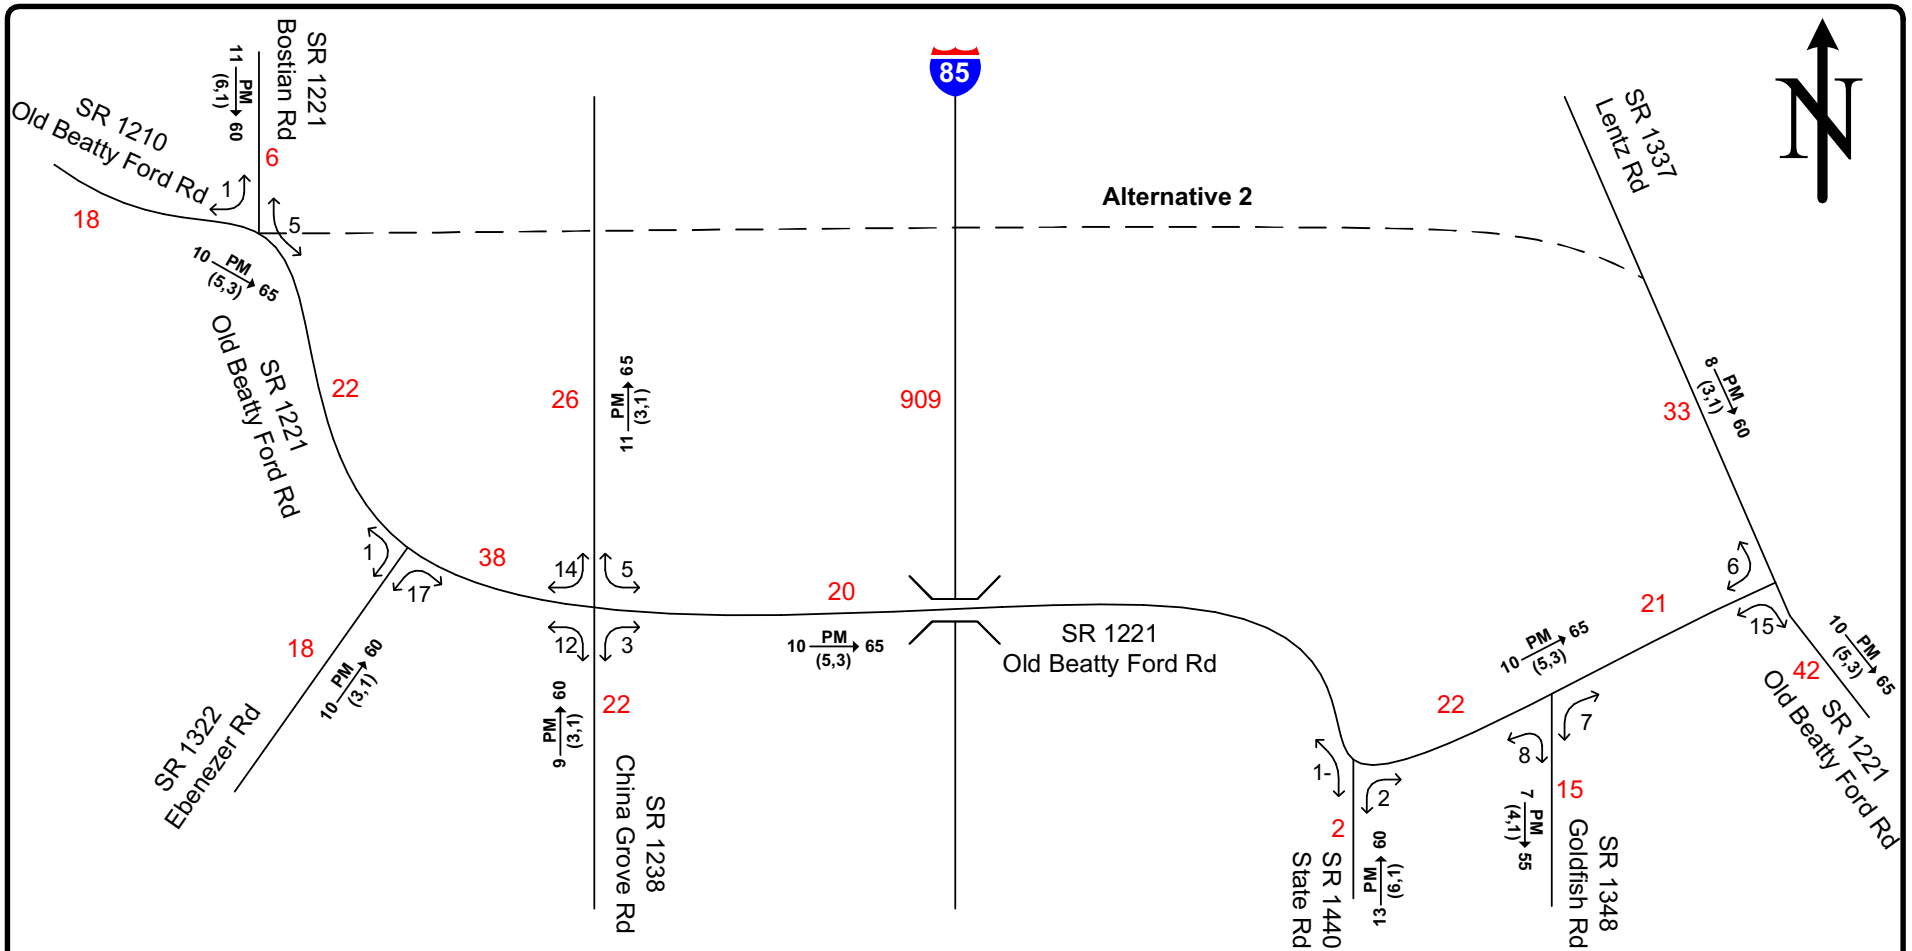 SR 1221
Bostian Rd
11 PM 60
(6,1)
SR 1210
Old Beatty Ford Rd
6
1
5
18
10 PM 65
(5,3)
85
Alternative 2
SR 1337
Lentz Rd
N
SR 1221
Old Beatty Ford Rd
22
26
11 PM 65
(3,1)
909
33
8 PM 60
(3,1)
1
17
38
14
5
12
3
20
10 PM 65
(5,3)
SR 1221
Old Beatty Ford Rd
18
10 PM 60
(3,1)
SR 1322
Ebenezer Rd
9 PM 60
(3,1)
22
SR 1238
China Grove Rd
6
15
21
10 PM 65
(5,3)
10 PM 65
(5,3)
42
SR 1221
Old Beatty Ford Rd
22
1-
2
2
13 PM 60
(6,1)
SR 1440
State Rd
8
7
15
7 PM 55
(4,1)
SR 1348
Goldfish Rd